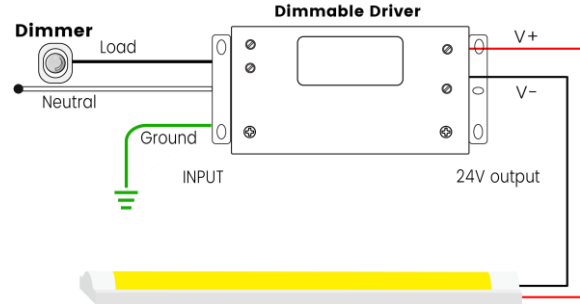 Dimmable Driver
Dimmer
Load
V+
Neutral
V-
Ground
INPUT
24V output